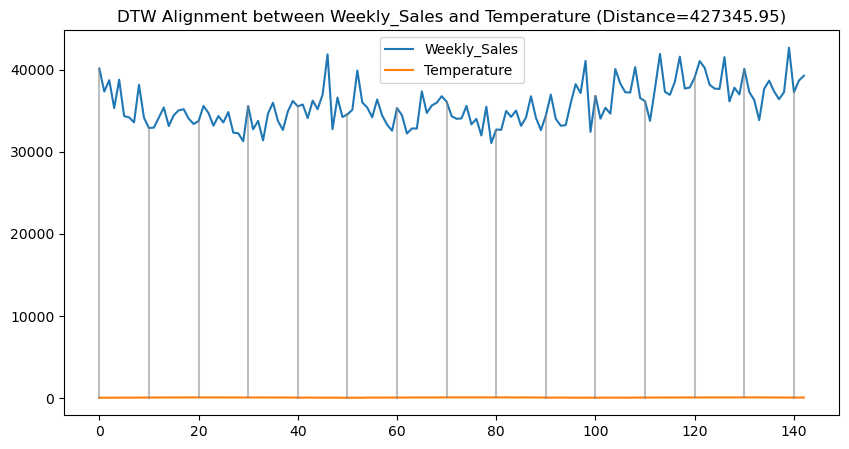 DTW Alignment between Weekly_Sales and Temperature (Distance=427345.95)
Weekly_Sales
Temperature
40000
30000
20000
10000
0
0 20 40 60 80 100 120 140